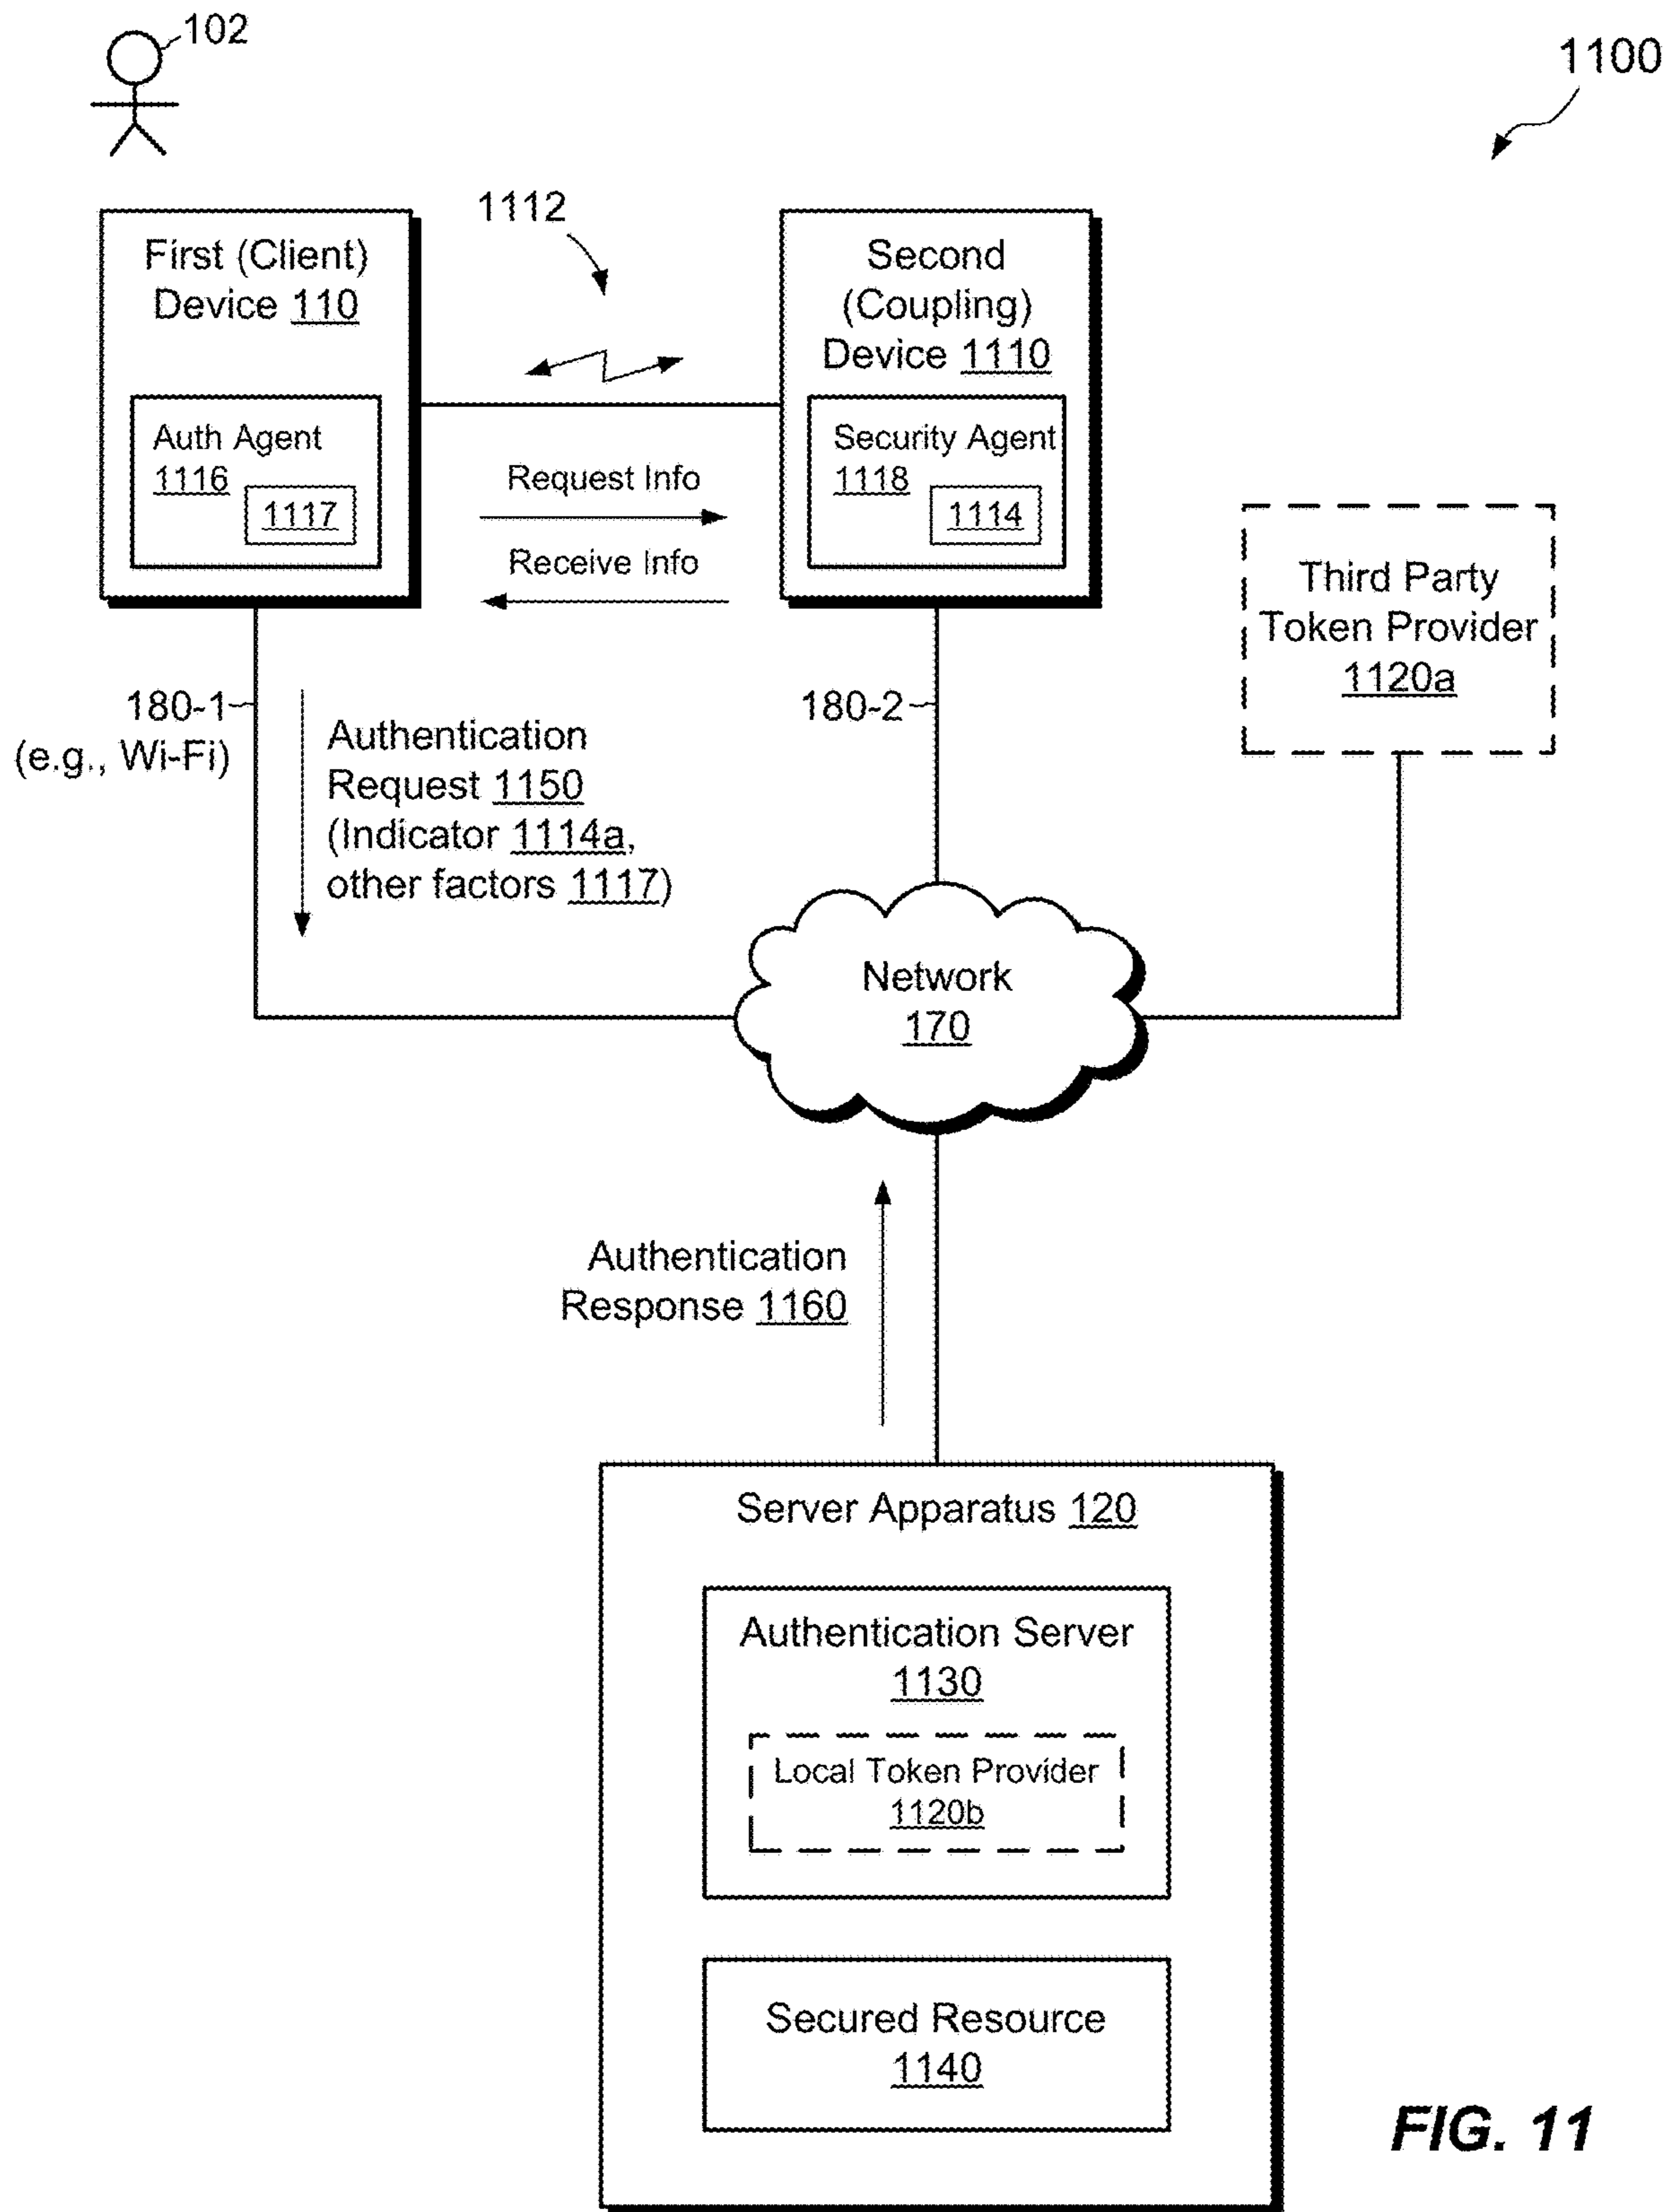 102
1100
1112
First (Client)
Device 110
Auth Agent
1116
1117
Second
(Coupling)
Device 1110
Security Agent
1118
1114
Request Info
Receive Info
Third Party
Token Provider
1120a
180-1
(e.g., Wi-Fi)
Authentication
Request 1150
(Indicator 1114a,
other factors 1117)
180-2
Network
170
Authentication
Response 1160
Server Apparatus 120
Authentication Server
1130
Local Token Provider
1120b
Secured Resource
1140
FIG. 11